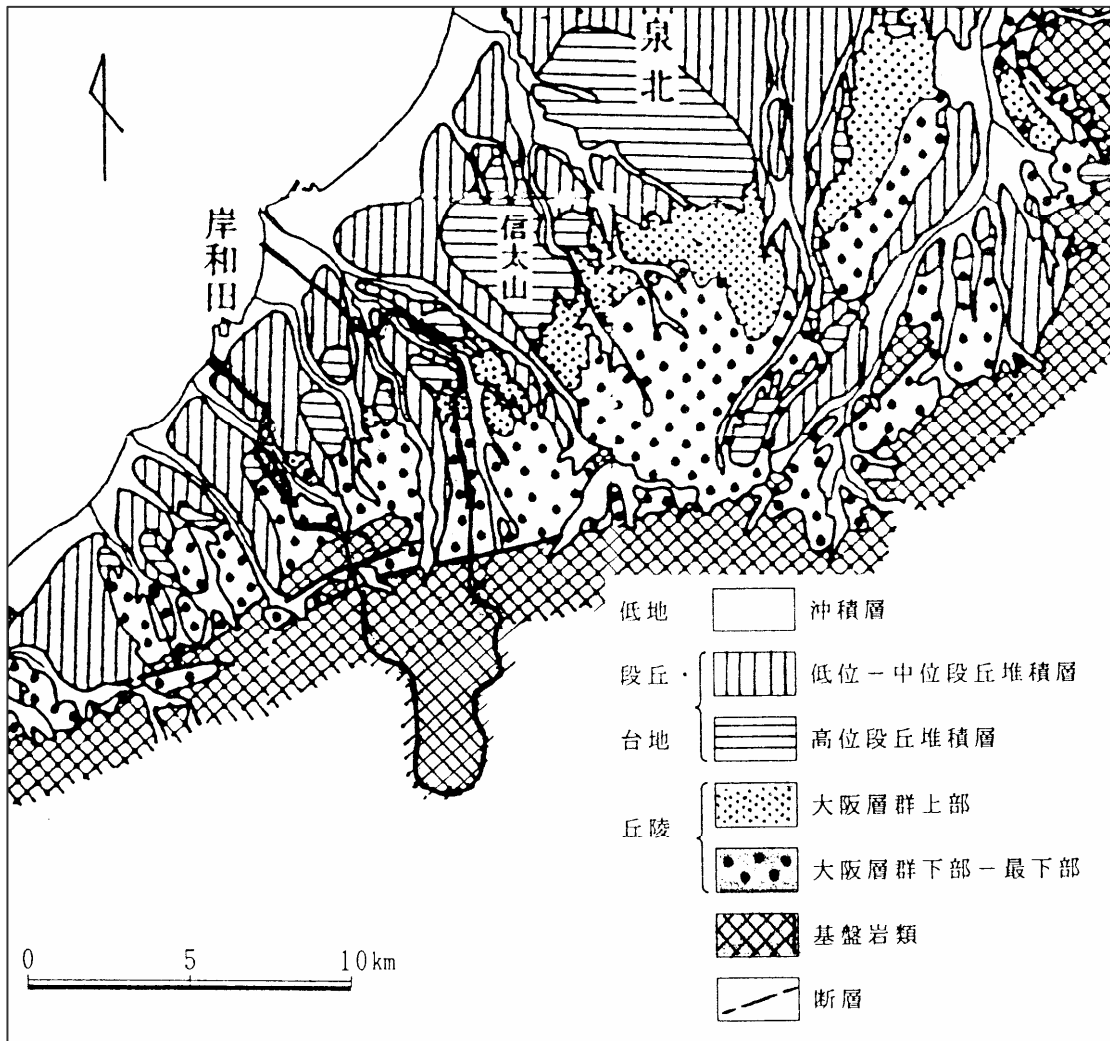 泉北
信太山
岸和田
低地 沖積層
段丘・ 低位－中位段丘堆積層
台地 高位段丘堆積層
大阪層群上部
丘陵
大阪層群下部－最下部
基盤岩類
断層
0 5 10km